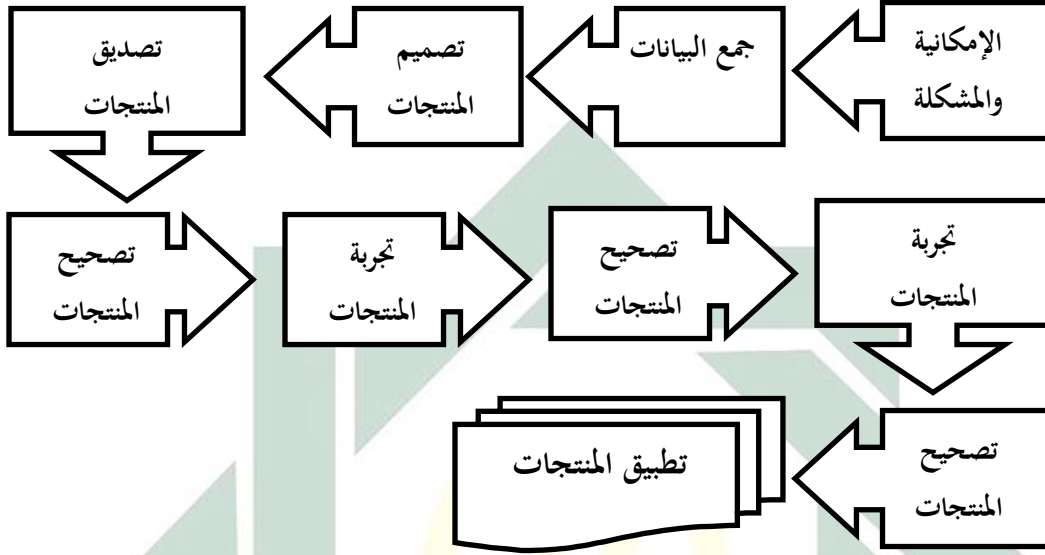 الإمكانية
والمشكلة
جمع البيانات
تصميم
المنتجات
تصديق
المنتجات
تصحيح
المنتجات
تجربة
المنتجات
تصحيح
المنتجات
تجربة
المنتجات
تصحيح
المنتجات
تطبيق المنتجات